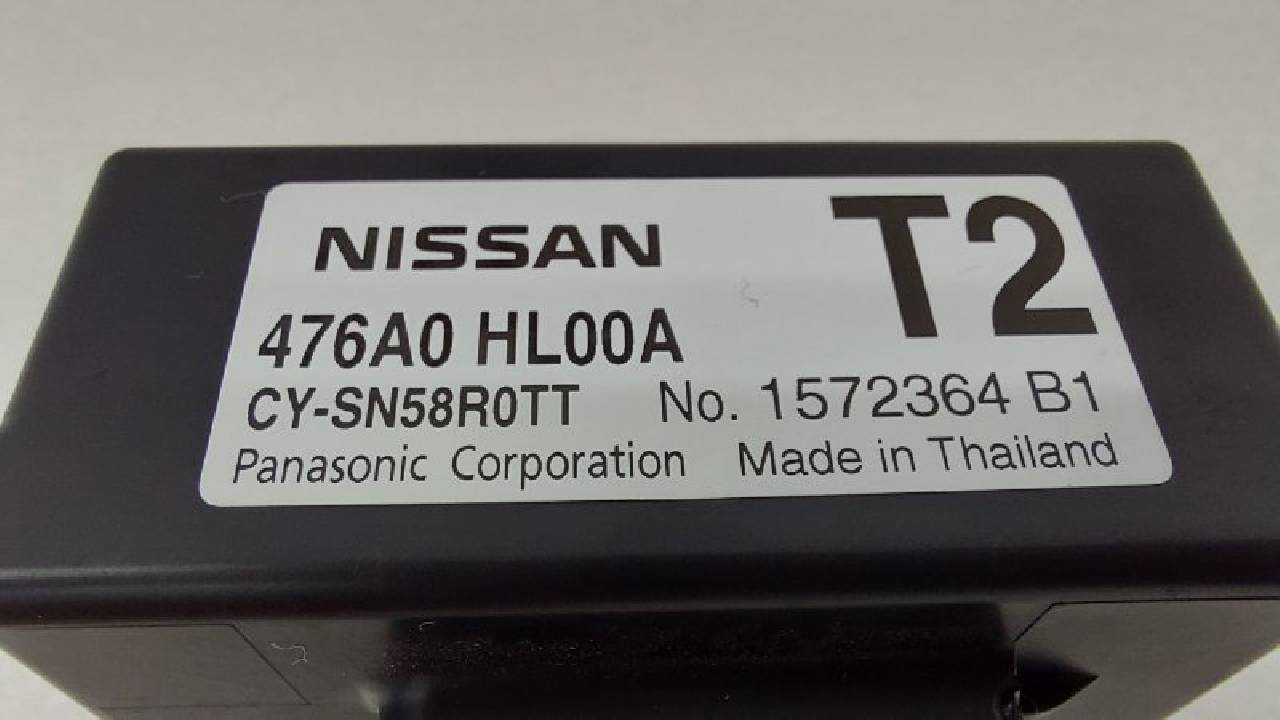 NISSAN
T2
476A0 HL00A
CY-SN58R0TT No. 1572364 B1
Panasonic Corporation Made in Thailand